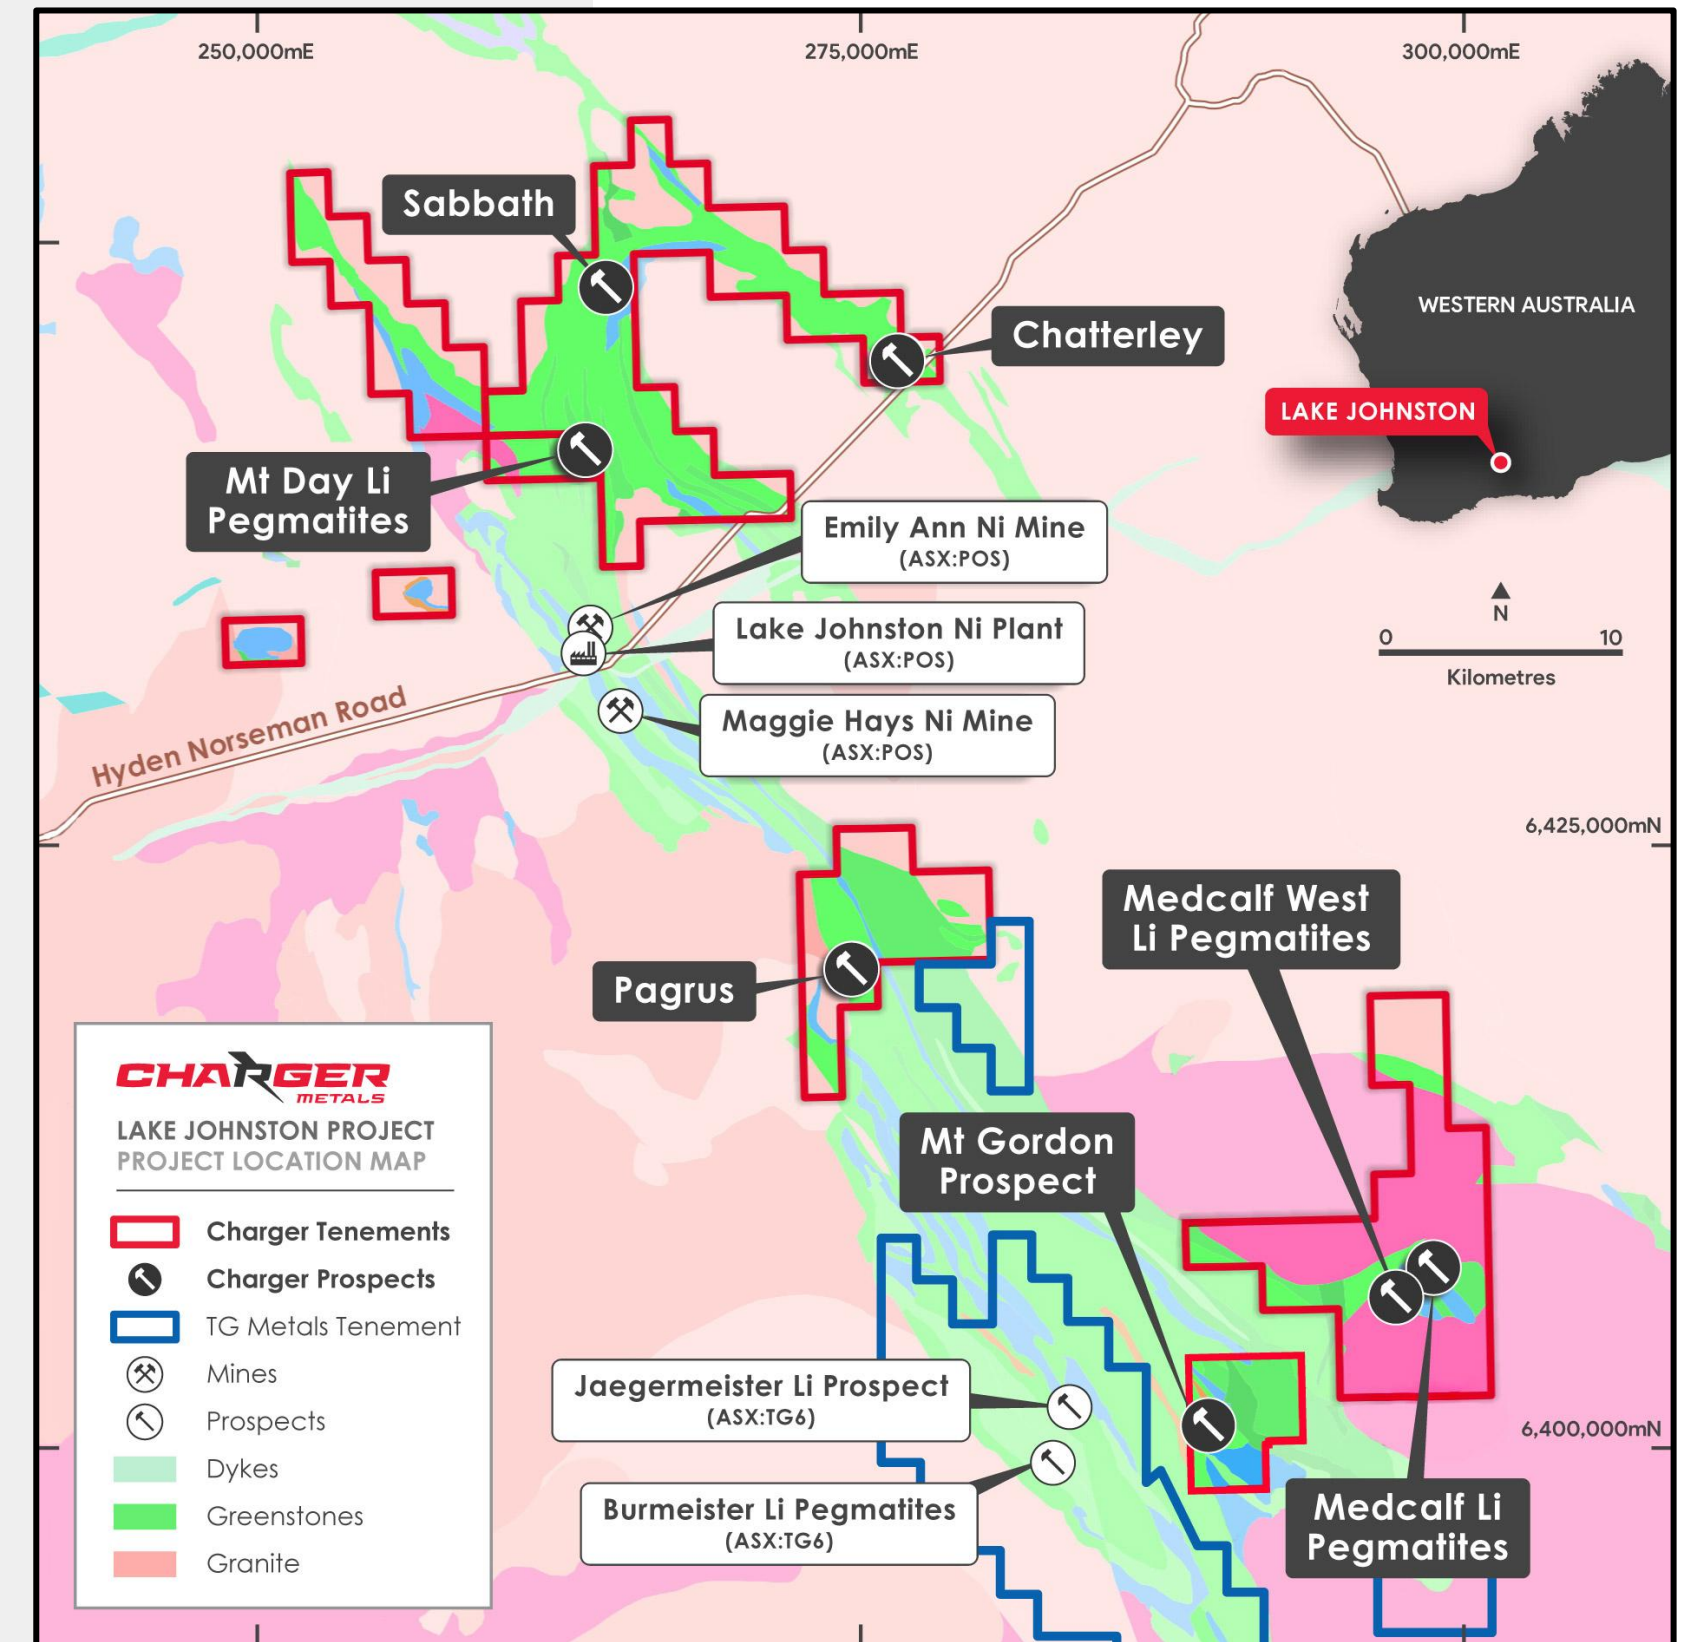 250,000mE
275,000mE
300,000mE
Sabbath
WESTERN AUSTRALIA
Chatterley
LAKE JOHNSTON
Mt Day Li
Pegmatites
Emily Ann Ni Mine
(ASX:POS)
N
Lake Johnston Ni Plant
(ASX:POS)
0 10
Kilometres
Hyden Norseman Road
Maggie Hays Ni Mine
(ASX:POS)
6,425,000mN
Medcalf West
Li Pegmatites
Pagrus
CHARGER
METALS
LAKE JOHNSTON PROJECT
PROJECT LOCATION MAP
Charger Tenements
Charger Prospects
TG Metals Tenement
Mines
Prospects
Dykes
Greenstones
Granite
Mt Gordon
Prospect
Jaegermeister Li Prospect
(ASX:TG6)
6,400,000mN
Burmeister Li Pegmatites
(ASX:TG6)
Medcalf Li
Pegmatites